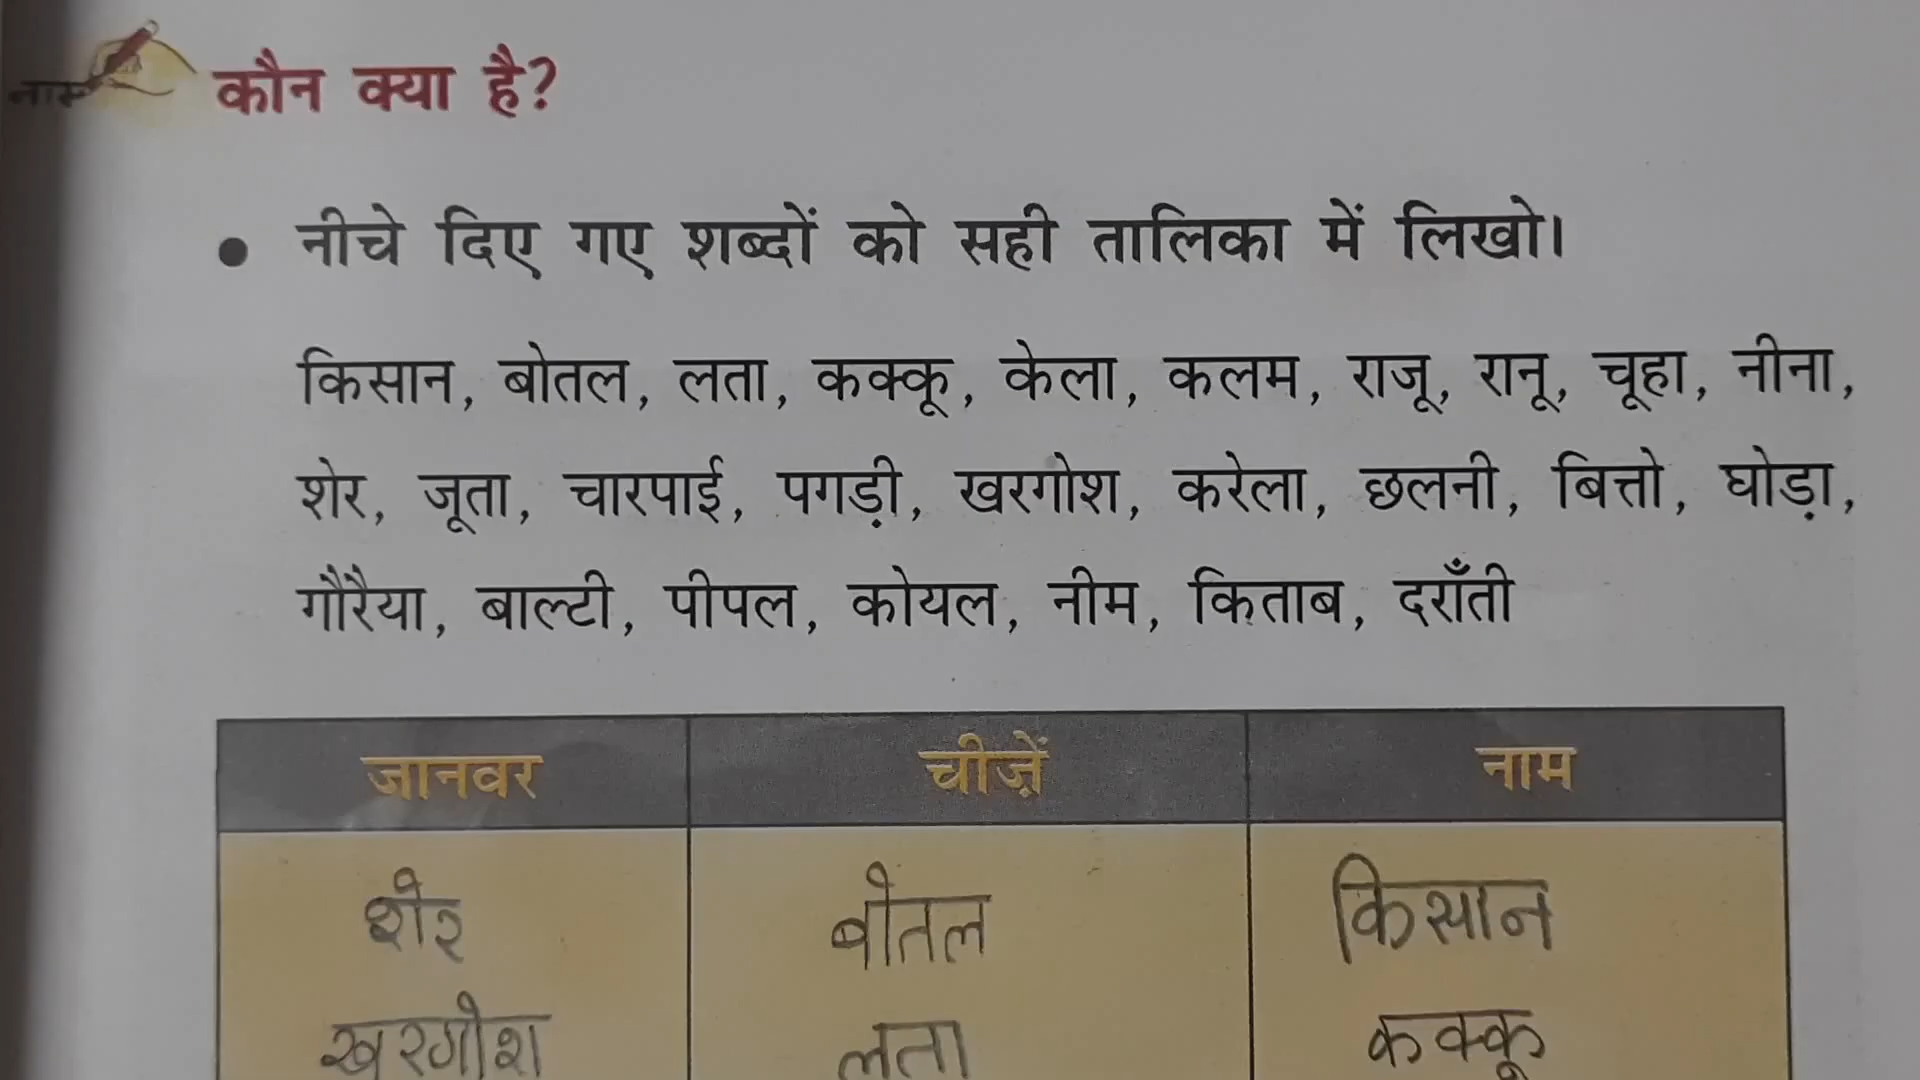 नाम
कौन क्या है?
• नीचे दिए गए शब्दों को सही तालिका में लिखो।
किसान, बोतल, लता, कक्कू, केला, कलम, राजू, रानू, चूहा, नीना,
शेर, जूता, चारपाई, पगड़ी, खरगोश, करेला, छलनी, बित्तो, घोड़ा,
गौरैया, बाल्टी, पीपल, कोयल, नीम, किताब, दराँती
जानवर चीज़ें नाम
शेर बोतल किसान
खरगोश लता कक्कू